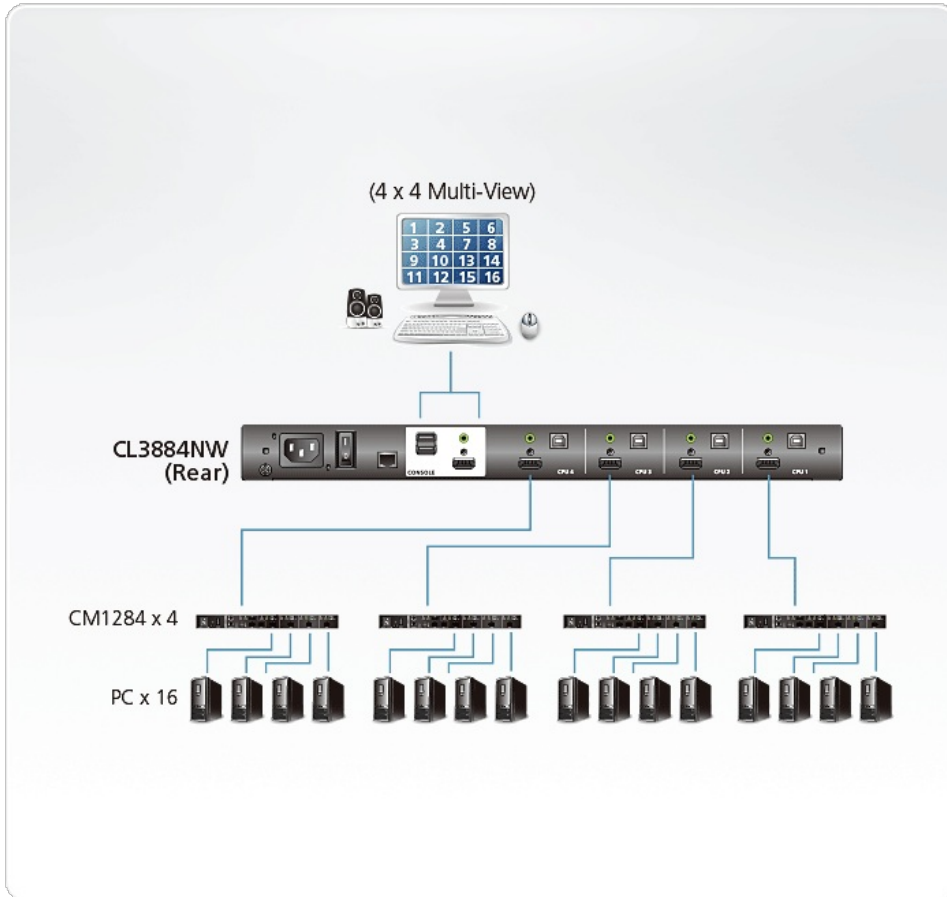 (4 x 4 Multi-View)
1 2 5 6
3 4 7 8
9 10 13 14
11 12 15 16
CL3884NW
(Rear)
CONSOLE
CPU 4
CPU 3
CPU 2
CPU 1
CM1284 x 4
PC x 16